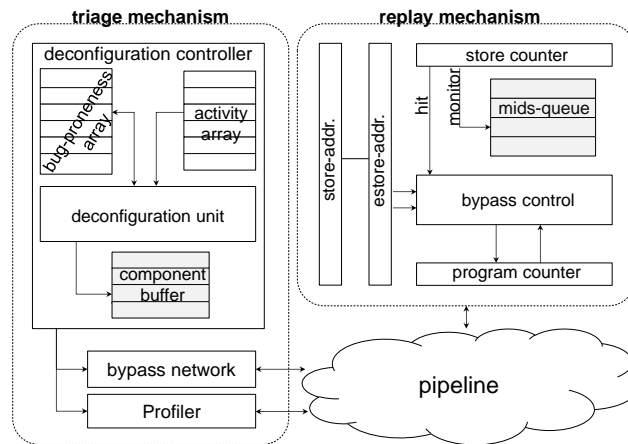 triage mechanism
deconfiguration controller
bug-proneness
array
activity
array
deconfiguration unit
component
buffer
bypass network
Profiler
replay mechanism
store-addr.
estore-addr.
store counter
hit
monitor
mids-queue
bypass control
program counter
pipeline